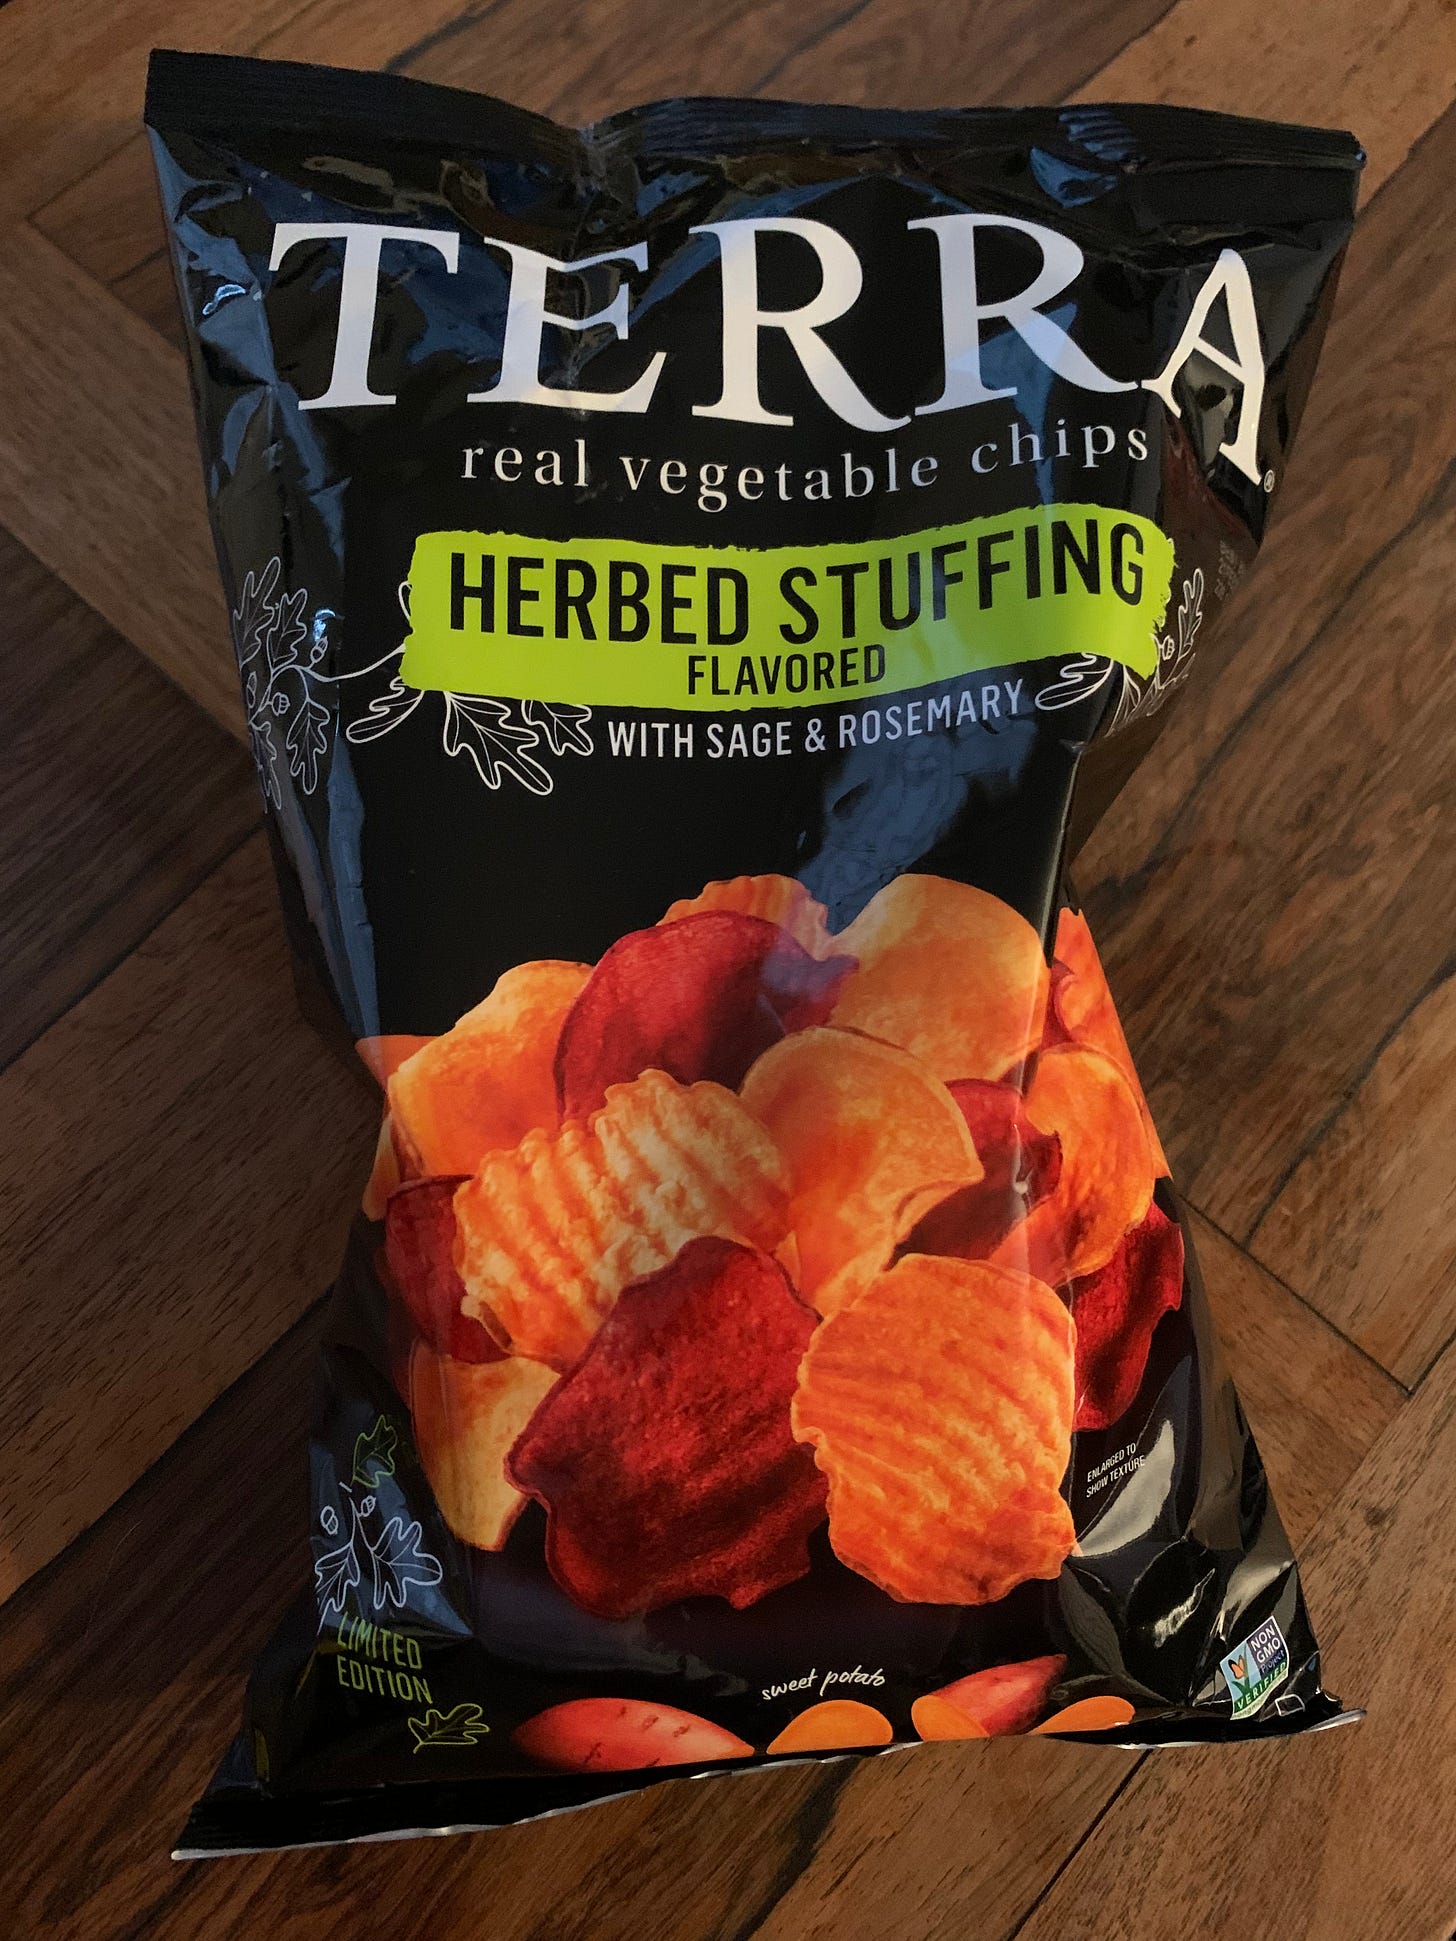 TERRA®
real vegetable chips
HERBED STUFFING
FLAVORED
WITH SAGE & ROSEMARY
ENLARGED TO
SHOW TEXTURE
LIMITED
EDITION
sweet potato
NON
GMO
Project
VERIFIED